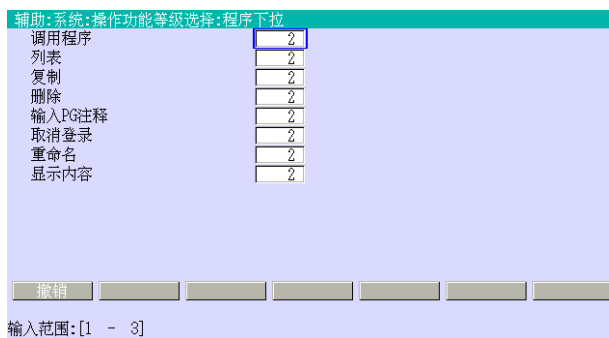 辅助:系统:操作功能等级选择:程序下拉
调用程序 2
列表 2
复制 2
删除 2
输入PG注释 2
取消登录 2
重命名 2
显示内容 2
撤销
输入范围:[1 - 3]